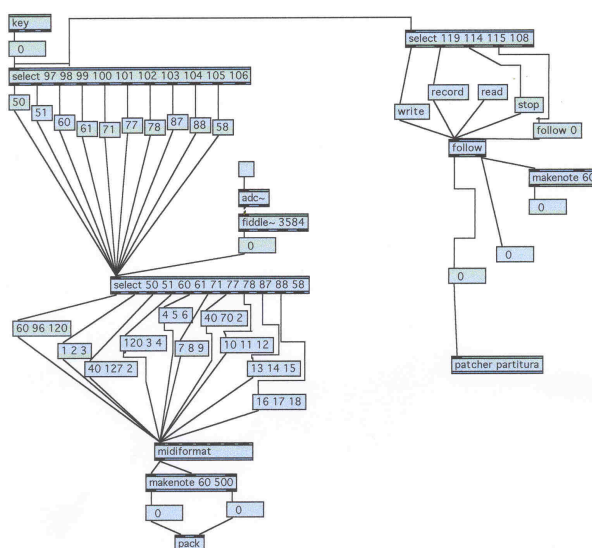 key
select 119 114 115 108
0
select 97 98 99 100 101 102 103 104 105 106
record
read
50
51
60
61
71
77
78
87
88
58
write
stop
follow 0
follow
adc~
makenote 60
fiddle~ 3584
0
0
0
0
select 50 51 60 61 71 77 78 87 88 58
60 96 120
1 2 3
40 127 2
120 3 4
4 5 6
7 8 9
40 70 2
10 11 12
13 14 15
16 17 18
patcher partitura
midiformat
makenote 60 500
0
0
pack